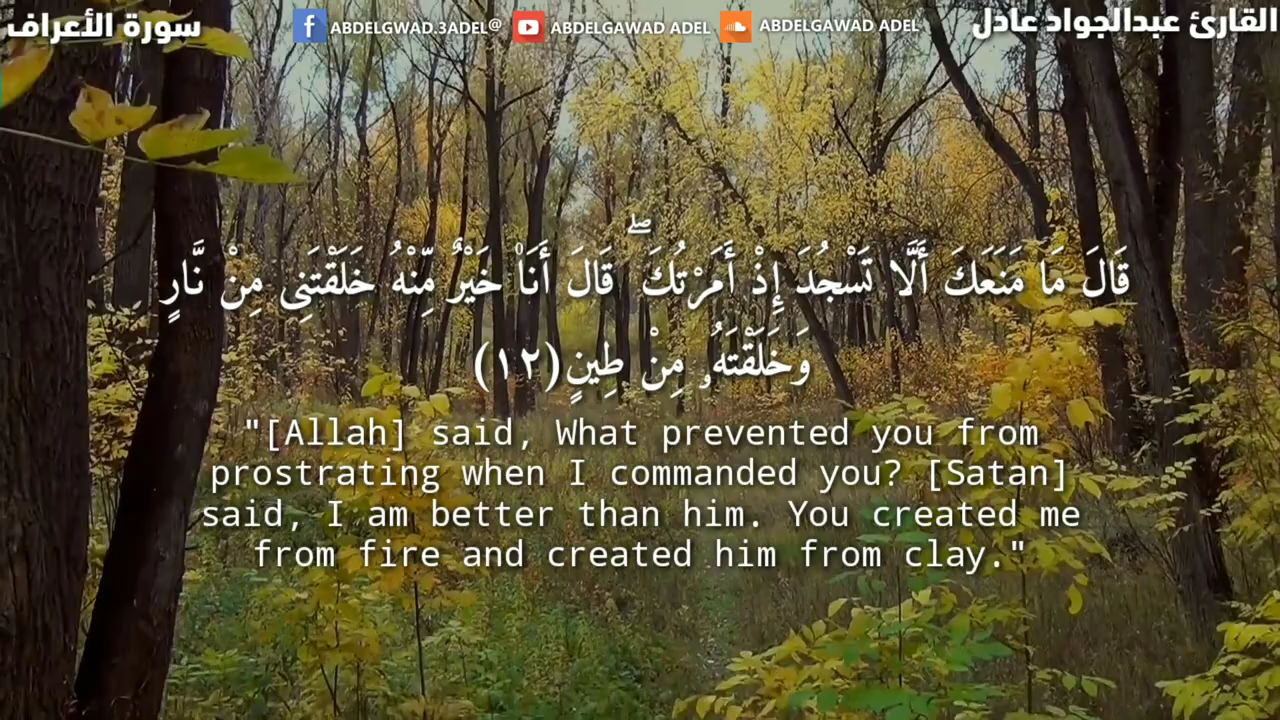 سورة الأعراف
ABDELGWAD.3ADEL@
ABDELGAWAD ADEL
ABDELGAWAD ADEL
القارئ عبدالجواد عادل
قَالَ مَا مَنَعَكَ أَلَّا تَسْجُدَ إِذْ أَمَرْتُكَ ۖ قَالَ أَنَا۠ خَيْرٌ مِّنْهُ خَلَقْتَنِى مِنْ نَّارٍ
وَخَلَقْتَهُۥ مِنْ طِينٍ(١٢)
"[Allah] said, What prevented you from
prostrating when I commanded you? [Satan]
said, I am better than him. You created me
from fire and created him from clay."